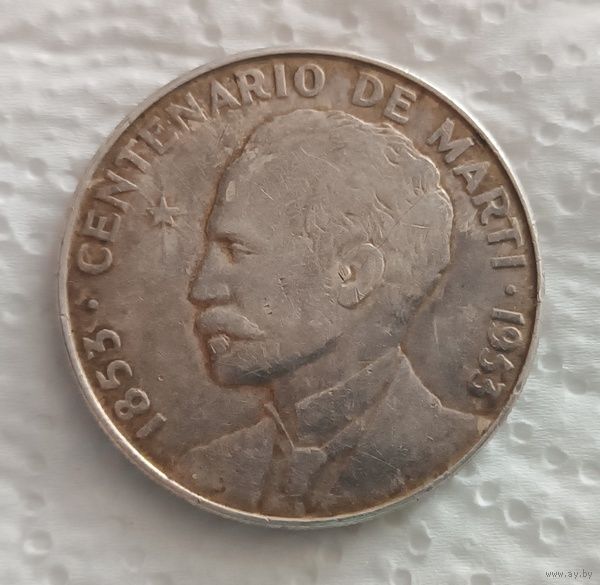 1853 · CENTENARIO DE MARTI · 1953
www.ay.by